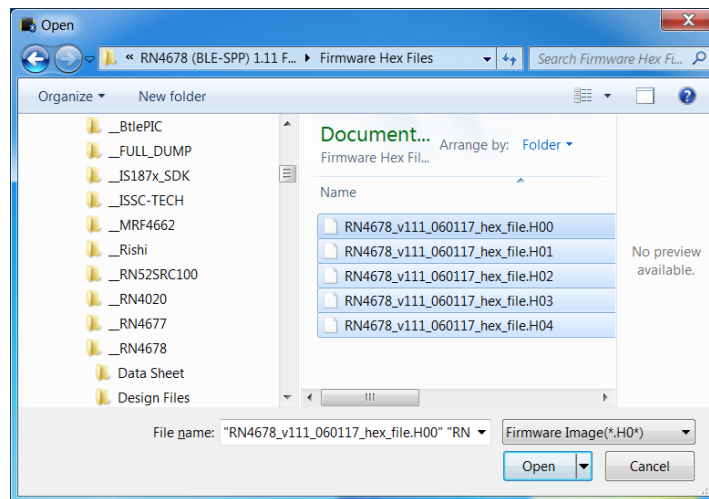 Open
« RN4678 (BLE-SPP) 1.11 F... Firmware Hex Files
Search Firmware Hex Fi...
Organize New folder
__BtlePIC
__FULL_DUMP
__IS187x_SDK
__ISSC-TECH
__MRF4662
__Rishi
__RN52SRC100
__RN4020
__RN4677
__RN4678
Data Sheet
Design Files
Document...
Firmware Hex Fil...
Arrange by: Folder
Name
RN4678_v111_060117_hex_file.H00
RN4678_v111_060117_hex_file.H01
RN4678_v111_060117_hex_file.H02
RN4678_v111_060117_hex_file.H03
RN4678_v111_060117_hex_file.H04
No preview
available.
File name: "RN4678_v111_060117_hex_file.H00" "RN
Firmware Image(*.H0*)
Open Cancel